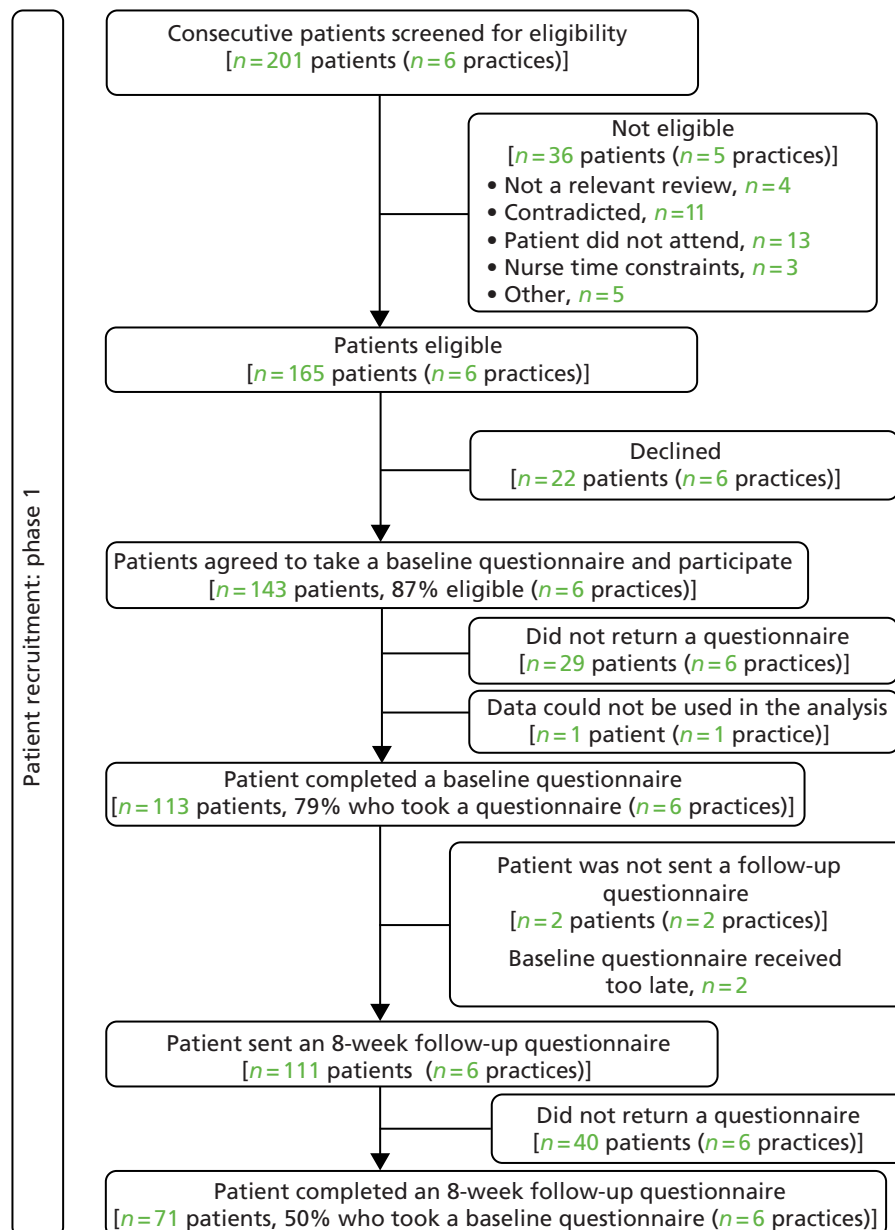 Patient recruitment: phase 1
Consecutive patients screened for eligibility
[n=201 patients (n=6 practices)]
Not eligible
[n=36 patients (n=5 practices)]
• Not a relevant review, n=4
• Contradicted, n=11
• Patient did not attend, n=13
• Nurse time constraints, n=3
• Other, n=5
Patients eligible
[n=165 patients (n=6 practices)]
Declined
[n=22 patients (n=6 practices)]
Patients agreed to take a baseline questionnaire and participate
[n=143 patients, 87% eligible (n=6 practices)]
Did not return a questionnaire
[n=29 patients (n=6 practices)]
Data could not be used in the analysis
[n=1 patient (n=1 practice)]
Patient completed a baseline questionnaire
[n=113 patients, 79% who took a questionnaire (n=6 practices)]
Patient was not sent a follow-up
questionnaire
[n=2 patients (n=2 practices)]
Baseline questionnaire received
too late, n=2
Patient sent an 8-week follow-up questionnaire
[n=111 patients (n=6 practices)]
Did not return a questionnaire
[n=40 patients (n=6 practices)]
Patient completed an 8-week follow-up questionnaire
[n=71 patients, 50% who took a baseline questionnaire (n=6 practices)]